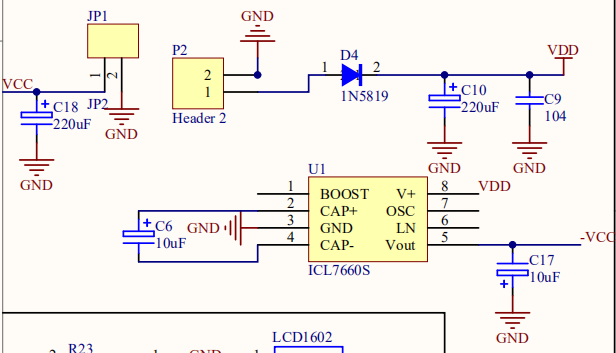 JP1
GND
P2
D4
VDD
1 2
2
1
1 2
VCC
C18
220uF
JP2
GND
Header 2
1N5819
C10
220uF
C9
104
GND
GND
GND
U1
1 BOOST V+ 8 VDD
2 CAP+ OSC 7
3 GND LN 6
4 CAP- Vout 5
C6
10uF
GND
-VCC
ICL7660S
C17
10uF
GND
LCD1602
R23